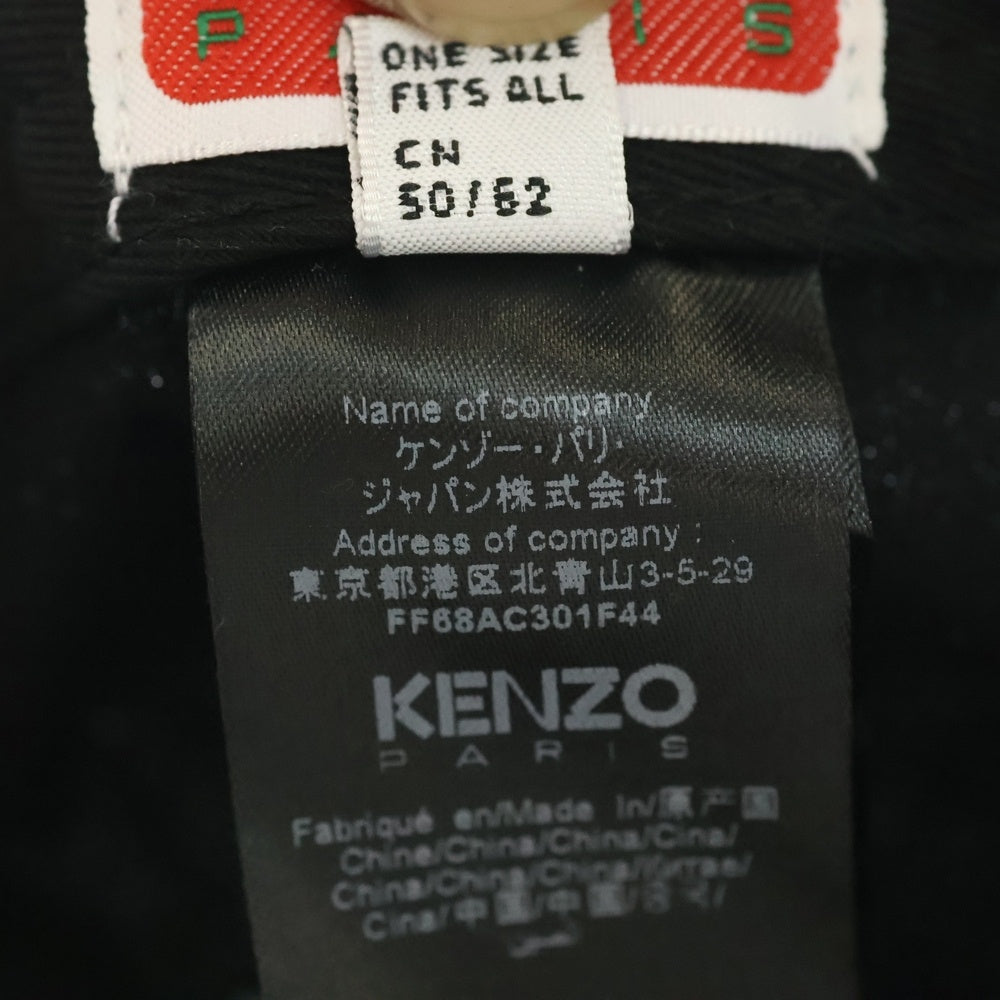 PARIS
ONE SIZE
FITS ALL
CN
50/62
Name of company
ケンゾー・パリ・
ジャパン株式会社
Address of company :
東京都港区北青山3-5-29
FF68AC301F44
KENZO
PARIS
Fabriqué en/Made In/原产国
Chine/China/China/Cina/
China/China/China/
Cina/中国/中国/